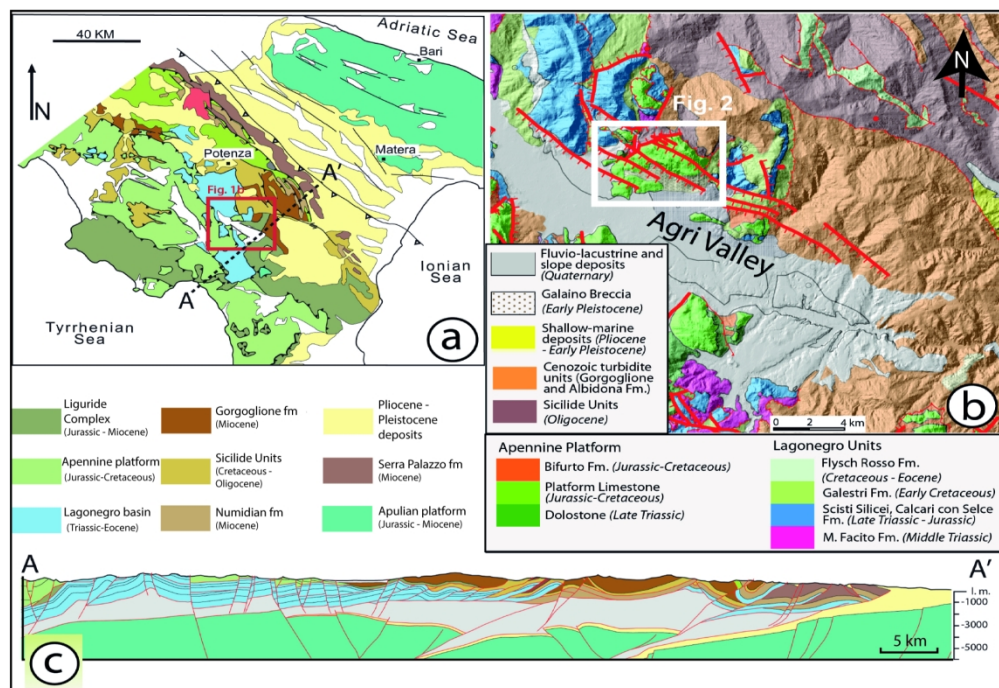 40 KM
Adriatic Sea
Bari
N
Potenza
Matera
A'
Fig. 1b
A
Ionian
Sea
Tyrrhenian
Sea
a
Liguride
Complex
(Jurassic - Miocene)
Gorgoglione fm
(Miocene)
Pliocene -
Pleistocene
deposits
Apennine platform
(Jurassic-Cretaceous)
Sicilide Units
(Cretaceous -
Oligocene)
Serra Palazzo fm
(Miocene)
Lagonegro basin
(Triassic-Eocene)
Numidian fm
(Miocene)
Apulian platform
(Jurassic - Miocene)
N
Fig. 2
Agri Valley
Fluvio-lacustrine and
slope deposits
(Quaternary)
Galaino Breccia
(Early Pleistocene)
Shallow-marine
deposits (Pliocene
- Early Pleistocene)
Cenozoic turbidite
units (Gorgoglione
and Albidona Fm.)
Sicilide Units
(Oligocene)
b
0 2 4 km
Apennine Platform
Bifurto Fm. (Jurassic-Cretaceous)
Platform Limestone
(Jurassic-Cretaceous)
Dolostone (Late Triassic)
Lagonegro Units
Flysch Rosso Fm.
(Cretaceous - Eocene)
Galestri Fm. (Early Cretaceous)
Scisti Silicei, Calcari con Selce
Fm. (Late Triassic - Jurassic)
M. Facito Fm. (Middle Triassic)
A
A'
l. m.
-1000
-3000
-5000
5 km
c